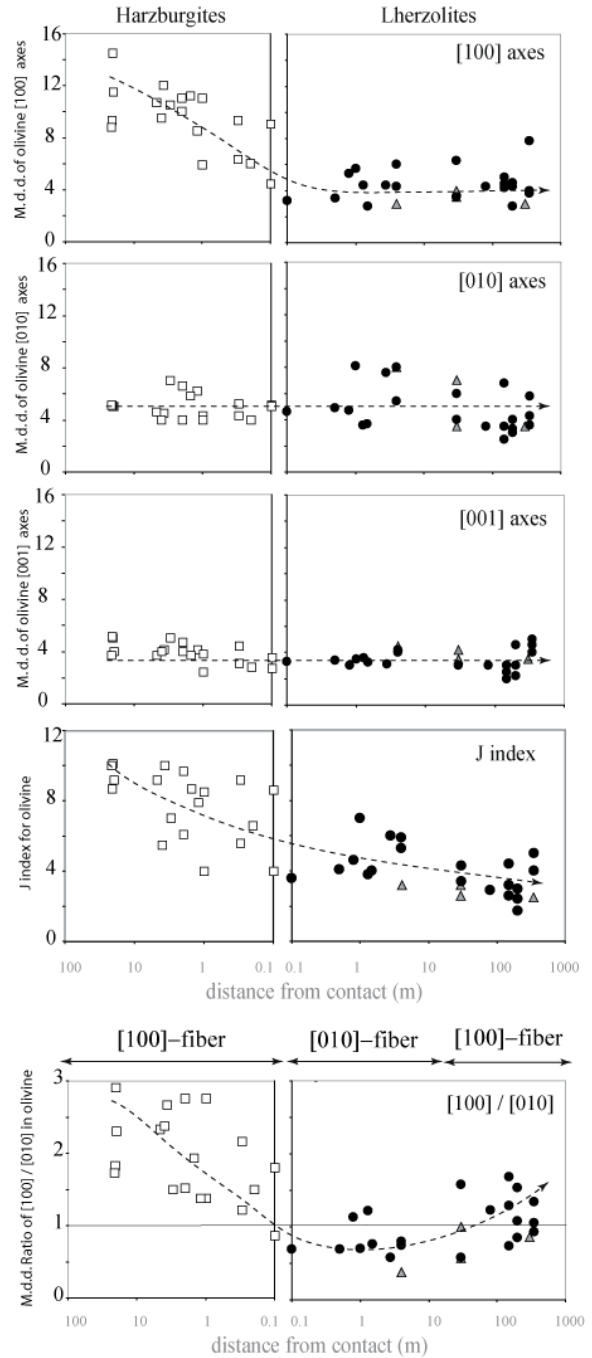 Harzburgites Lherzolites
M.d.d. of olivine [100] axes
16
12
8
4
0
[100] axes
M.d.d. of olivine [010] axes
16
12
8
4
0
[010] axes
M.d.d. of olivine [001] axes
16
12
8
4
0
[001] axes
J index for olivine
12
8
4
0
J index
100 10 1 0.1 0.1 1 10 100 1000
distance from contact (m)
[100]-fiber [010]-fiber [100]-fiber
M.d.d. Ratio of [100] / [010] in olivine
3
2
1
0
[100] / [010]
100 10 1 0.1 0.1 1 10 100 1000
distance from contact (m)